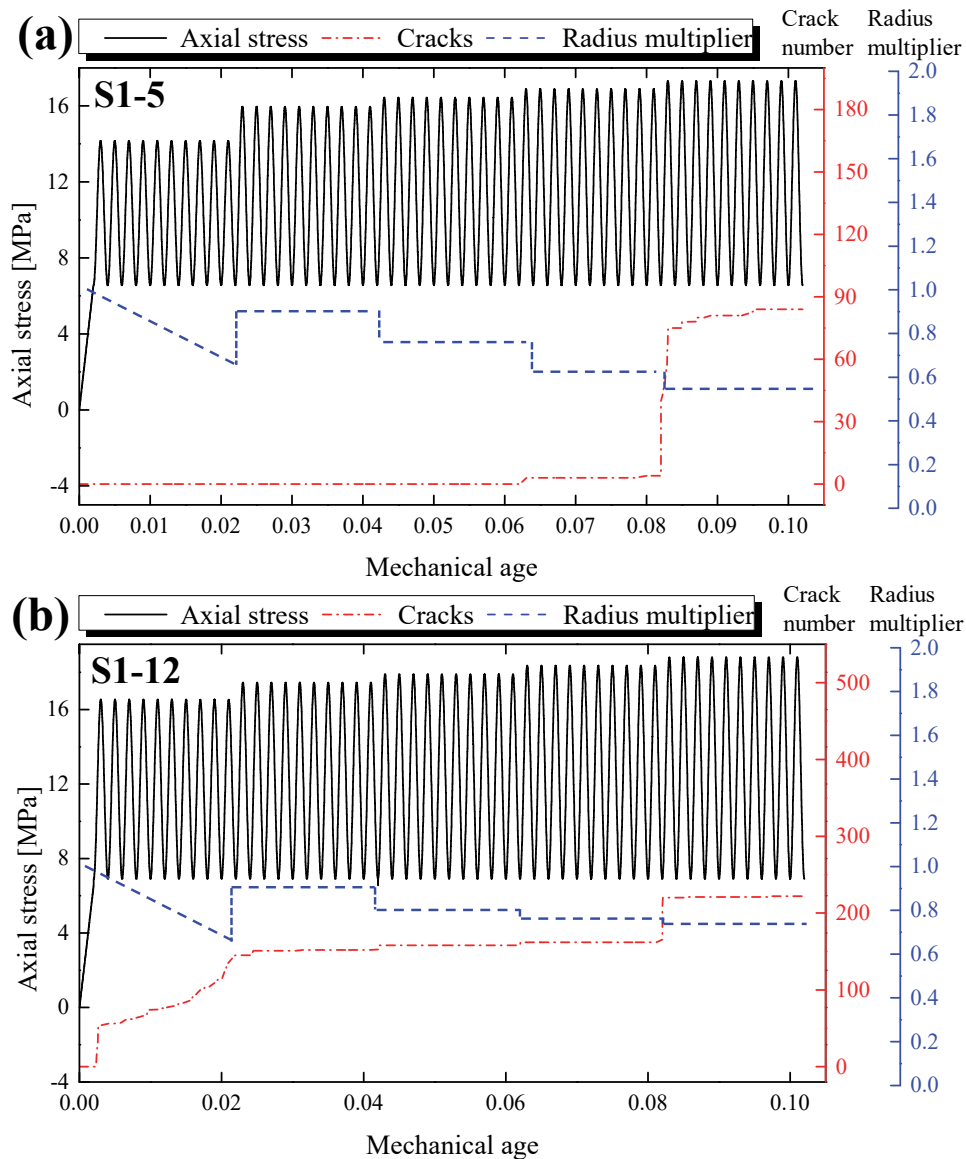 (a)
Axial stress Cracks Radius multiplier
Crack number
Radius multiplier
S1-5
Axial stress [MPa]
16
12
8
4
0
-4
180
150
120
90
60
30
0
2.0
1.8
1.6
1.4
1.2
1.0
0.8
0.6
0.4
0.2
0.0
0.00 0.01 0.02 0.03 0.04 0.05 0.06 0.07 0.08 0.09 0.10
Mechanical age
(b)
Axial stress Cracks Radius multiplier
Crack number
Radius multiplier
S1-12
Axial stress [MPa]
16
12
8
4
0
-4
500
400
300
200
100
0
2.0
1.8
1.6
1.4
1.2
1.0
0.8
0.6
0.4
0.2
0.0
0.00 0.02 0.04 0.06 0.08 0.10
Mechanical age